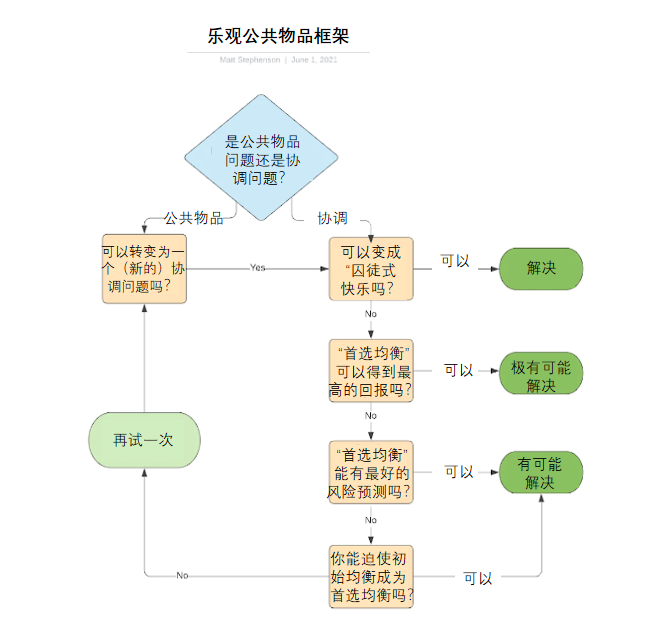 乐观公共物品框架
Matt Stephenson | June 1, 2021
是公共物品
问题还是协
调问题？
公共物品
协调
可以转变为一
个（新的）协
调问题吗？
Yes
可以变成
“囚徒式
快乐吗？
可以
解决
No
“首选均衡”
可以得到最
高的回报吗？
可以
极有可能
解决
No
再试一次
“首选均衡”
能有最好的
风险预测吗？
可以
有可能
解决
No
你能迫使初
始均衡成为
首选均衡吗？
No
可以